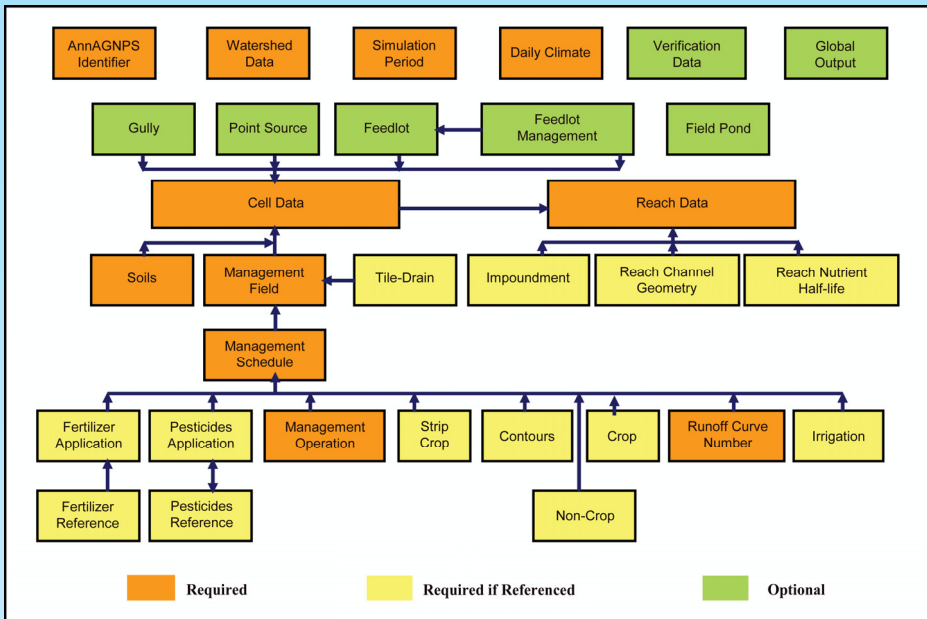 AnnAGNPS
Identifier
Watershed
Data
Simulation
Period
Daily Climate
Verification
Data
Global
Output
Gully
Point Source
Feedlot
Feedlot
Management
Field Pond
Cell Data
Reach Data
Soils
Management
Field
Tile-Drain
Impoundment
Reach Channel
Geometry
Reach Nutrient
Half-life
Management
Schedule
Fertilizer
Application
Pesticides
Application
Management
Operation
Strip
Crop
Contours
Crop
Runoff Curve
Number
Irrigation
Fertilizer
Reference
Pesticides
Reference
Non-Crop
Required
Required if Referenced
Optional